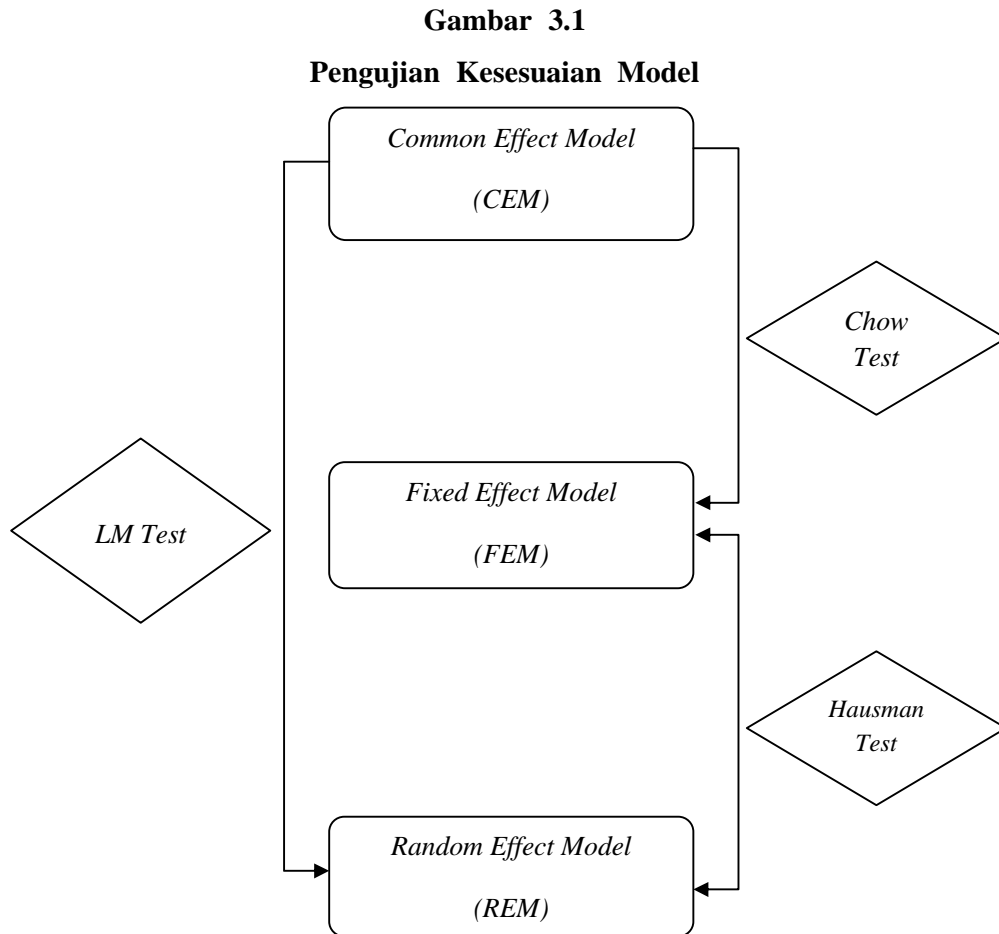 Gambar 3.1
Pengujian Kesesuaian Model
Common Effect Model
(CEM)
Chow
Test
LM Test
Fixed Effect Model
(FEM)
Hausman
Test
Random Effect Model
(REM)